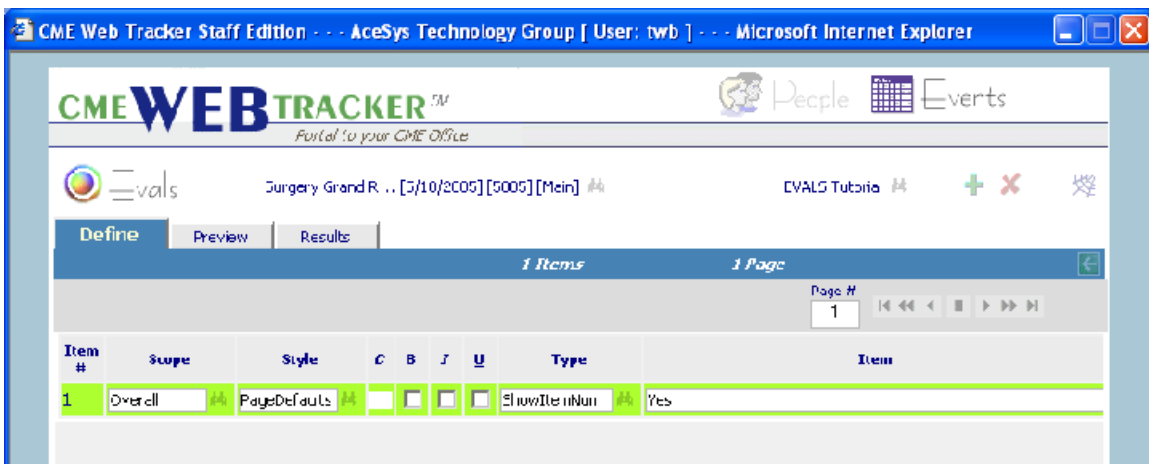 CME Web Tracker Staff Edition - - - AceSys Technology Group [ User: twb ] - - - Microsoft Internet Explorer
CMEWEBTRACKER SM People Events
Portal to your CME Office
Evals Surgery Grand R... [5/10/2005] [5005] [Main] EVALS Tutorial
Define Preview Results
1 Items 1 Page
Page #
1
Item # Scope Style C B I U Type Item
1 Overall PageDefaults ShowItemNum Yes